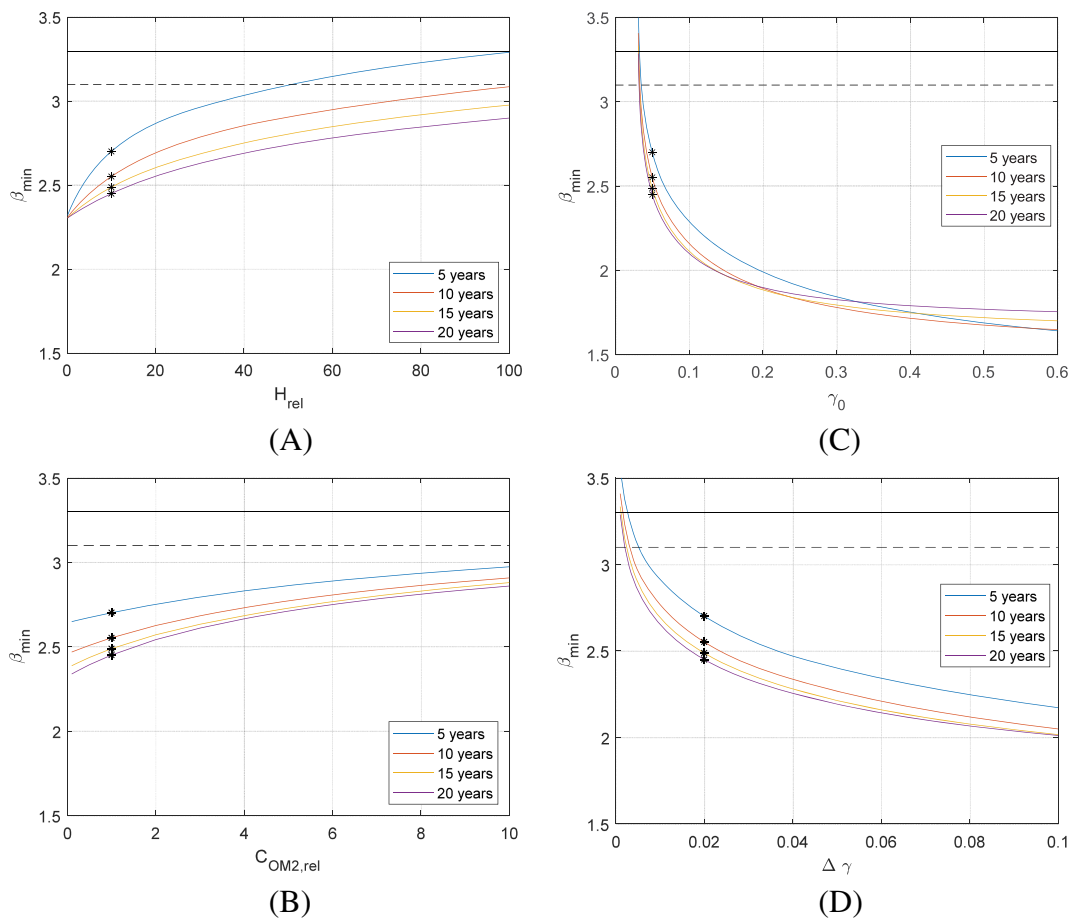 3.5
3
2.5
2
1.5
β_min
0 20 40 60 80 100
H_rel
5 years
10 years
15 years
20 years
(A)
3.5
3
2.5
2
1.5
β_min
0 0.1 0.2 0.3 0.4 0.5 0.6
γ_0
5 years
10 years
15 years
20 years
(C)
3.5
3
2.5
2
1.5
β_min
0 2 4 6 8 10
C_OM2,rel
5 years
10 years
15 years
20 years
(B)
3.5
3
2.5
2
1.5
β_min
0 0.02 0.04 0.06 0.08 0.1
Δ γ
5 years
10 years
15 years
20 years
(D)